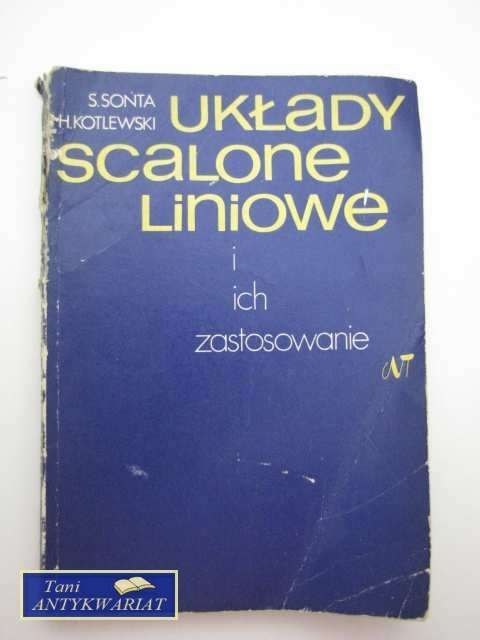 S. SOŃTA
H. KOTLEWSKI
UKŁADY
SCALONE
LINIOWE
i
ich
zastosowanie
WNT
Tani
ANTYKWARIAT